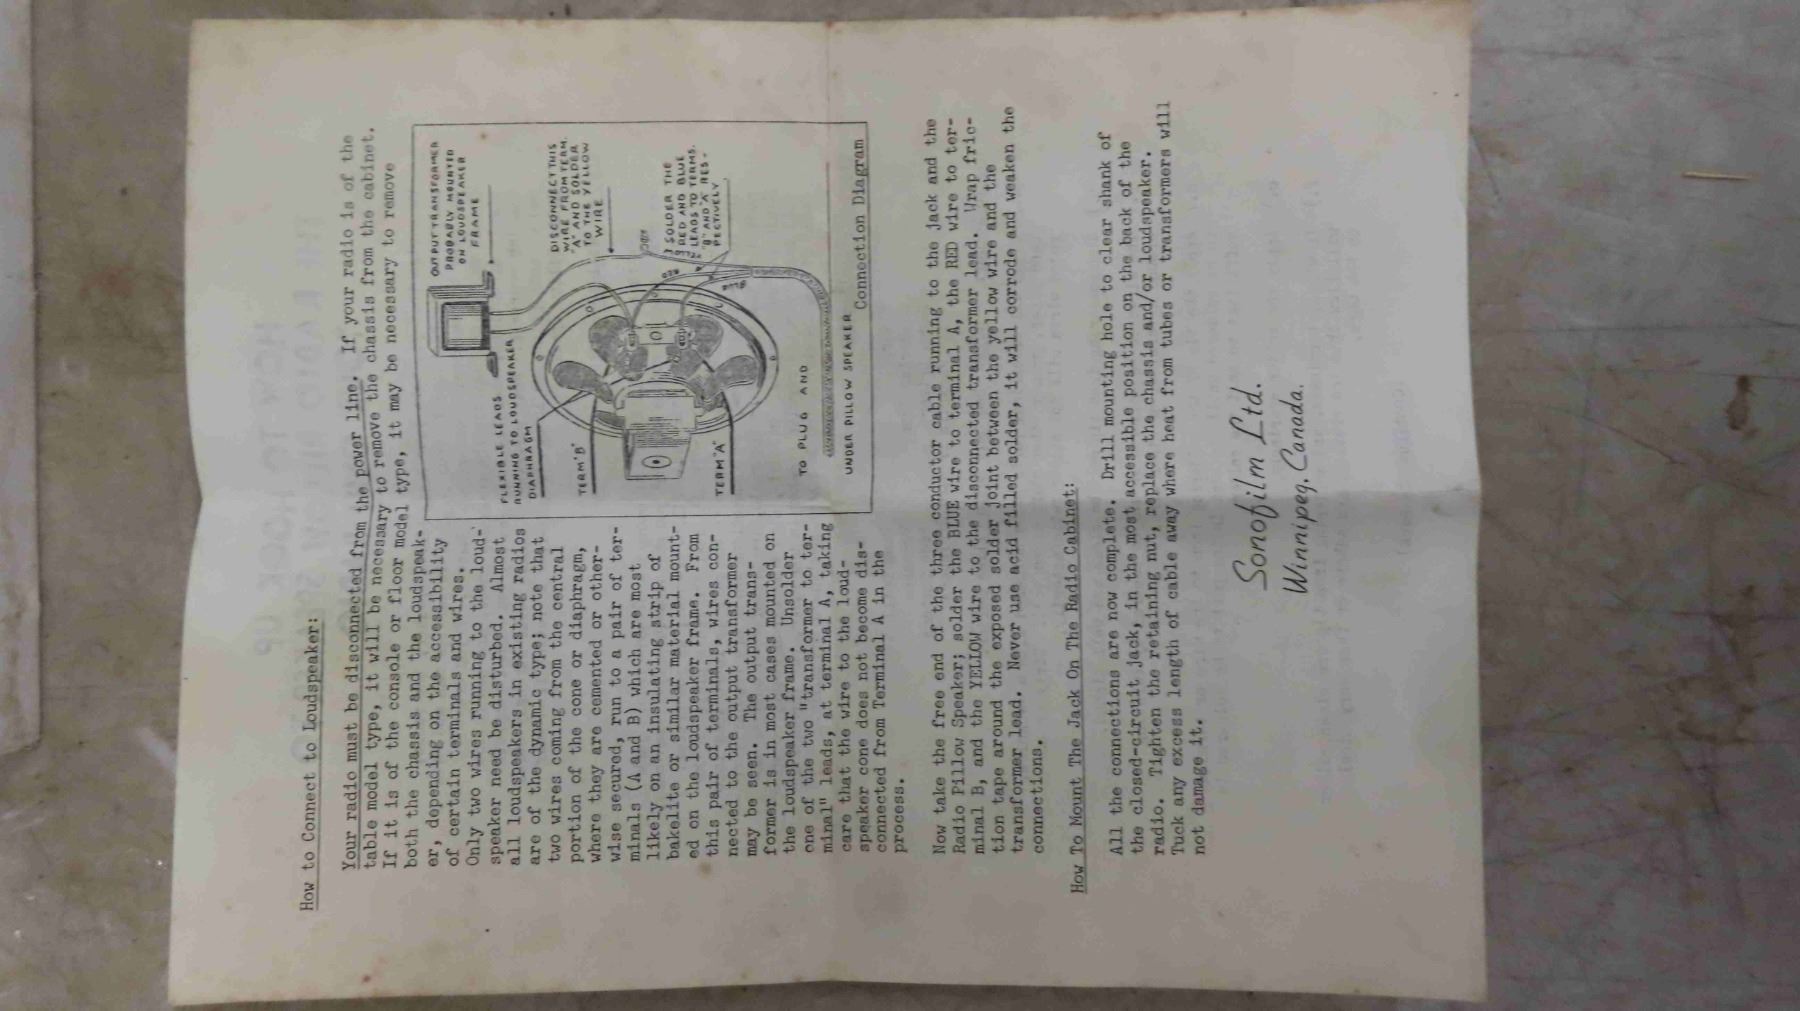 How to Connect to Loudspeaker:
Your radio must be disconnected from the power line. If your radio is of the
table model type, it will be necessary to remove the chassis from the cabinet.
If it is of the console or floor model type, it may be necessary to remove
both the chassis and the loudspeak-
er, depending on the accessibility
of certain terminals and wires.
Only two wires running to the loud-
speaker need be disturbed. Almost
all loudspeakers in existing radios
are of the dynamic type; note that
two wires coming from the central
portion of the cone or diaphragm,
where they are cemented or other-
wise secured, run to a pair of ter-
minals (A and B) which are most
likely on an insulating strip of
bakelite or similar material mount-
ed on the loudspeaker frame. From
this pair of terminals, wires con-
nected to the output transformer
may be seen. The output trans-
former is in most cases mounted on
the loudspeaker frame. Unsolder
one of the two "transformer to ter-
minal" leads, at terminal A, taking
care that the wire to the loud-
speaker cone does not become dis-
connected from Terminal A in the
process.
OUTPUT TRANSFORMER
PROBABLY MOUNTED
ON LOUDSPEAKER
FRAME
FLEXIBLE LEADS
RUNNING TO LOUDSPEAKER
DIAPHRAGM
DISCONNECT THIS
WIRE FROM TERM.
"A" AND SOLDER
TO THE YELLOW
WIRE
TERM "B"
YELLOW
RED
BLUE
SOLDER THE
RED AND BLUE
LEADS TO TERMS.
"B" AND "A" RES-
PECTIVELY
TERM "A"
TO PLUG AND
UNDER PILLOW SPEAKER
Connection Diagram
Now take the free end of the three conductor cable running to the jack and the
Radio Pillow Speaker; solder the BLUE wire to terminal A, the RED wire to ter-
minal B, and the YELLOW wire to the disconnected transformer lead. Wrap fric-
tion tape around the exposed solder joint between the yellow wire and the
transformer lead. Never use acid filled solder, it will corrode and weaken the
connections.
How To Mount The Jack On The Radio Cabinet:
All the connections are now complete. Drill mounting hole to clear shank of
the closed-circuit jack, in the most accessible position on the back of the
radio. Tighten the retaining nut, replace the chassis and/or loudspeaker.
Tuck any excess length of cable away where heat from tubes or transformers will
not damage it.
Sonofilm Ltd.
Winnipeg. Canada.